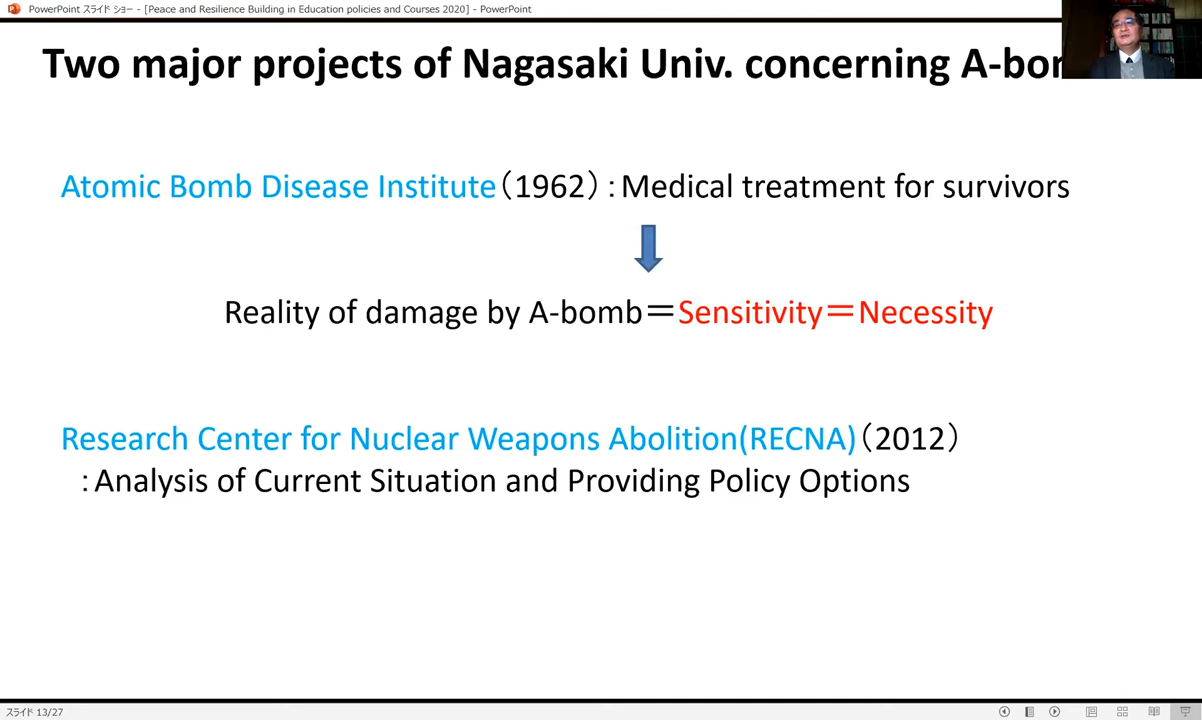 PowerPoint スライド ショー - [Peace and Resilience Building in Education policies and Courses 2020] - PowerPoint
Two major projects of Nagasaki Univ. concerning
Atomic Bomb Disease Institute（1962）：Medical treatment for survivors
Reality of damage by A-bomb＝Sensitivity＝Necessity
Research Center for Nuclear Weapons Abolition(RECNA)（2012）
：Analysis of Current Situation and Providing Policy Options
スライド 13/27